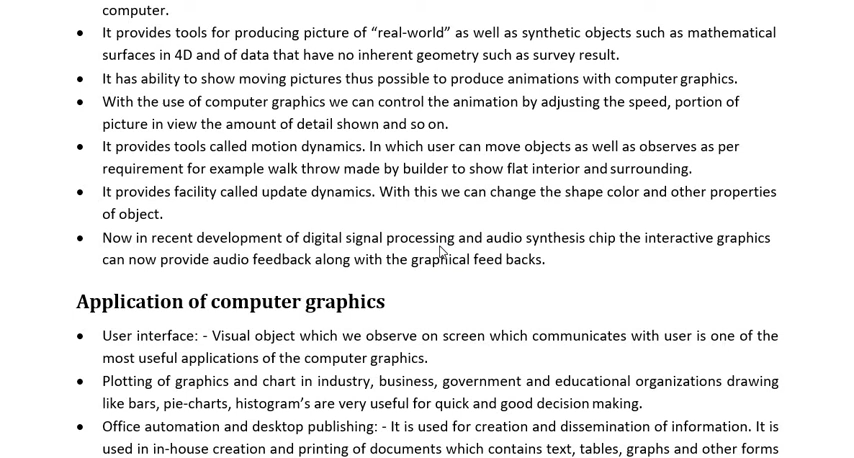 computer.
• It provides tools for producing picture of “real-world” as well as synthetic objects such as mathematical
surfaces in 4D and of data that have no inherent geometry such as survey result.
• It has ability to show moving pictures thus possible to produce animations with computer graphics.
• With the use of computer graphics we can control the animation by adjusting the speed, portion of
picture in view the amount of detail shown and so on.
• It provides tools called motion dynamics. In which user can move objects as well as observes as per
requirement for example walk throw made by builder to show flat interior and surrounding.
• It provides facility called update dynamics. With this we can change the shape color and other properties
of object.
• Now in recent development of digital signal processing and audio synthesis chip the interactive graphics
can now provide audio feedback along with the graphical feed backs.
Application of computer graphics
• User interface: - Visual object which we observe on screen which communicates with user is one of the
most useful applications of the computer graphics.
• Plotting of graphics and chart in industry, business, government and educational organizations drawing
like bars, pie-charts, histogram’s are very useful for quick and good decision making.
• Office automation and desktop publishing: - It is used for creation and dissemination of information. It is
used in in-house creation and printing of documents which contains text, tables, graphs and other forms